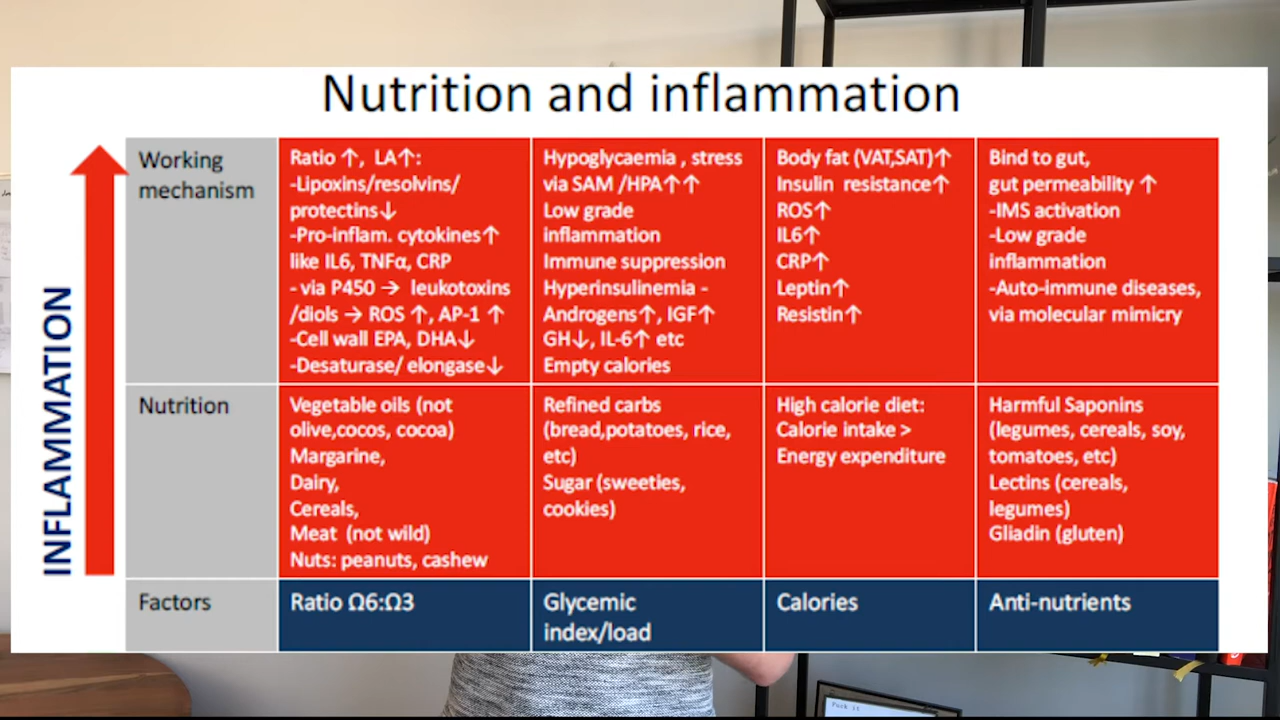 Nutrition and inflammation
INFLAMMATION
Working
mechanism
Ratio ↑, LA↑:
-Lipoxins/resolvins/
protectins↓
-Pro-inflam. cytokines↑
like IL6, TNFα, CRP
- via P450 → leukotoxins
/diols → ROS ↑, AP-1 ↑
-Cell wall EPA, DHA↓
-Desaturase/ elongase↓
Hypoglycaemia , stress
via SAM /HPA↑↑
Low grade
inflammation
Immune suppression
Hyperinsulinemia -
Androgens↑, IGF↑
GH↓, IL-6↑ etc
Empty calories
Body fat (VAT,SAT)↑
Insulin resistance↑
ROS↑
IL6↑
CRP↑
Leptin↑
Resistin↑
Bind to gut,
gut permeability ↑
-IMS activation
-Low grade
inflammation
-Auto-immune diseases,
via molecular mimicry
Nutrition
Vegetable oils (not
olive,cocos, cocoa)
Margarine,
Dairy,
Cereals,
Meat (not wild)
Nuts: peanuts, cashew
Refined carbs
(bread,potatoes, rice,
etc)
Sugar (sweeties,
cookies)
High calorie diet:
Calorie intake >
Energy expenditure
Harmful Saponins
(legumes, cereals, soy,
tomatoes, etc)
Lectins (cereals,
legumes)
Gliadin (gluten)
Factors
Ratio Ω6:Ω3
Glycemic
index/load
Calories
Anti-nutrients